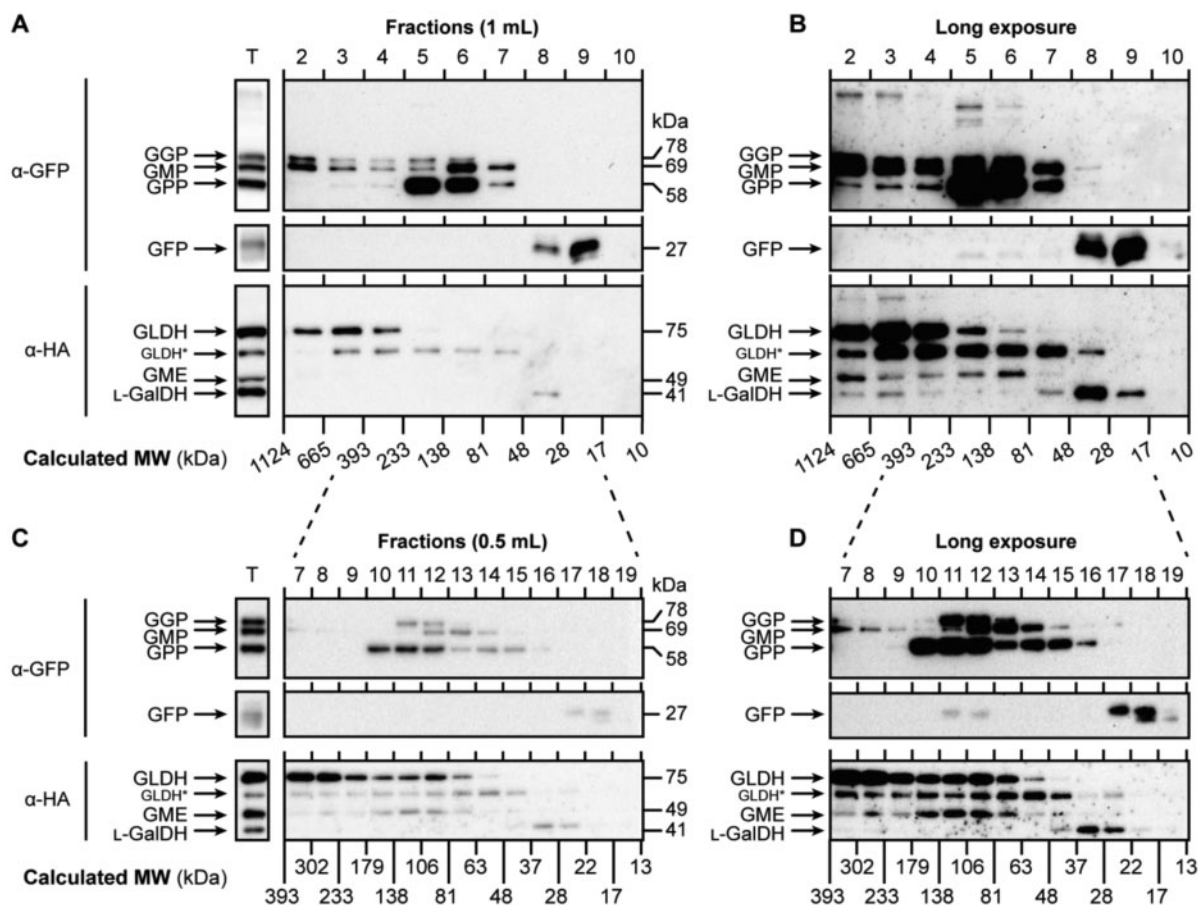 A
Fractions (1 mL)
T 2 3 4 5 6 7 8 9 10
kDa
α-GFP
GGP
GMP
GPP
78
69
58
GFP
27
α-HA
GLDH
GLDH*
GME
L-GalDH
75
49
41
Calculated MW (kDa)
1124 665 393 233 138 81 48 28 17 10
B
Long exposure
2 3 4 5 6 7 8 9 10
GGP
GMP
GPP
GFP
GLDH
GLDH*
GME
L-GalDH
1124 665 393 233 138 81 48 28 17 10
C
Fractions (0.5 mL)
T 7 8 9 10 11 12 13 14 15 16 17 18 19
kDa
α-GFP
GGP
GMP
GPP
78
69
58
GFP
27
α-HA
GLDH
GLDH*
GME
L-GalDH
75
49
41
Calculated MW (kDa)
302 179 106 63 37 22 13
393 233 138 81 48 28 17
D
Long exposure
7 8 9 10 11 12 13 14 15 16 17 18 19
GGP
GMP
GPP
GFP
GLDH
GLDH*
GME
L-GalDH
302 179 106 63 37 22 13
393 233 138 81 48 28 17